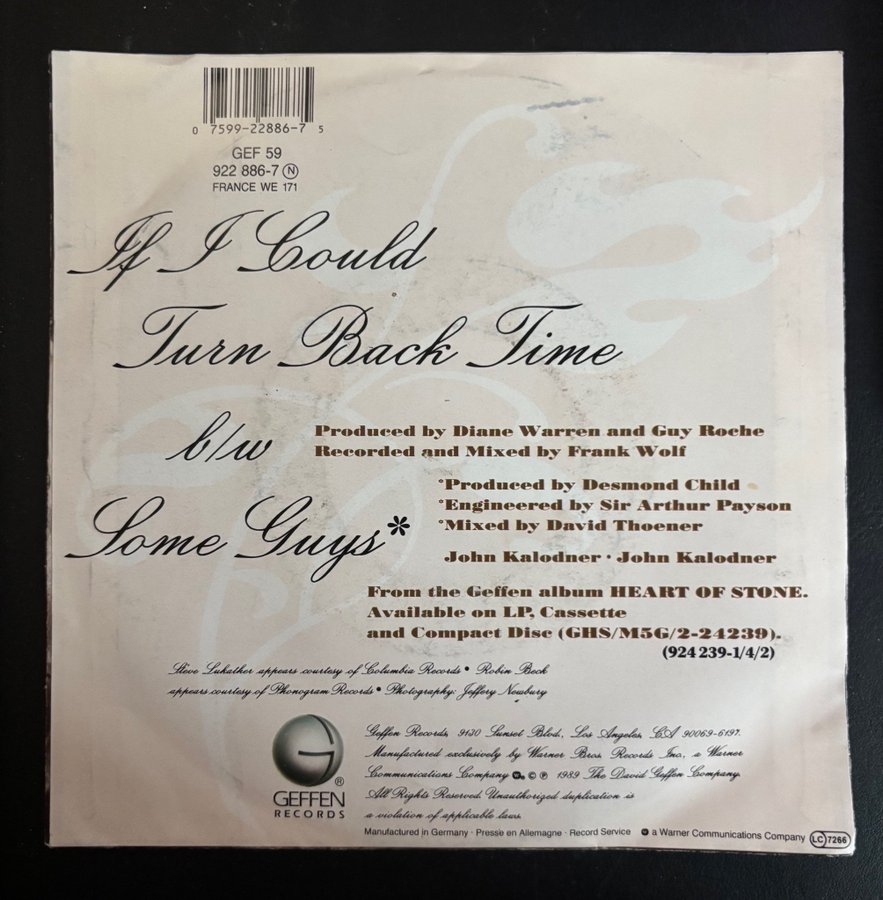 0 7599-22886-7 5
GEF 59
922 886-7 Ⓝ
FRANCE WE 171
If I Could
Turn Back Time
b/w
Produced by Diane Warren and Guy Roche
Recorded and Mixed by Frank Wolf
Some Guys*
*Produced by Desmond Child
*Engineered by Sir Arthur Payson
*Mixed by David Thoener
John Kalodner · John Kalodner
From the Geffen album HEART OF STONE.
Available on LP, Cassette
and Compact Disc (GHS/M5G/2-24239).
(924 239-1/4/2)
Steve Lukather appears courtesy of Columbia Records • Robin Beck
appears courtesy of Phonogram Records • Photography: Jeffery Newbury
GEFFEN ®
RECORDS
Geffen Records, 9130 Sunset Blvd., Los Angeles, CA 90069-6197.
Manufactured exclusively by Warner Bros. Records Inc., a Warner
Communications Company © ℗ 1989 The David Geffen Company.
All Rights Reserved. Unauthorized duplication is
a violation of applicable laws.
Manufactured in Germany · Presse en Allemagne · Record Service a Warner Communications Company LC 7266